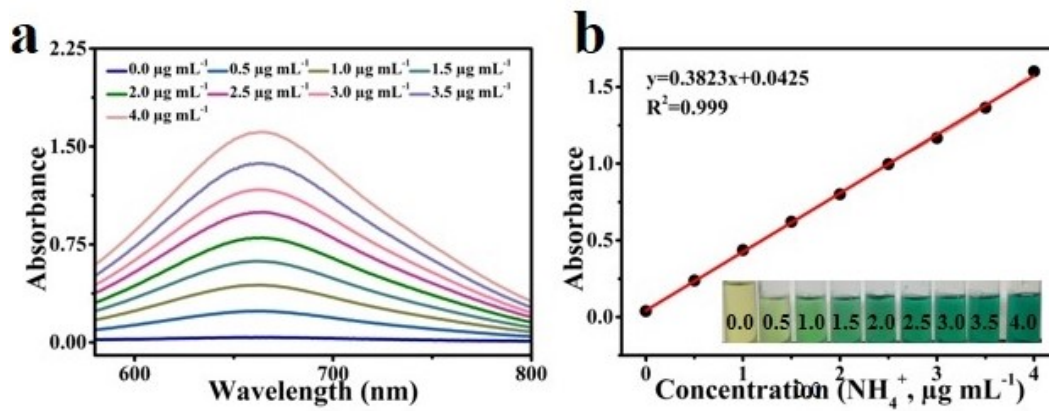 a
2.25
1.50
0.75
0.00
Absorbance
0.0 µg mL⁻¹ 0.5 µg mL⁻¹ 1.0 µg mL⁻¹ 1.5 µg mL⁻¹
2.0 µg mL⁻¹ 2.5 µg mL⁻¹ 3.0 µg mL⁻¹ 3.5 µg mL⁻¹
4.0 µg mL⁻¹
600 700 800
Wavelength (nm)
b
1.5
1.0
0.5
0.0
Absorbance
y=0.3823x+0.0425
R²=0.999
0.0 0.5 1.0 1.5 2.0 2.5 3.0 3.5 4.0
0 1 2 3 4
Concentration (NH₄⁺, µg mL⁻¹)
0.0